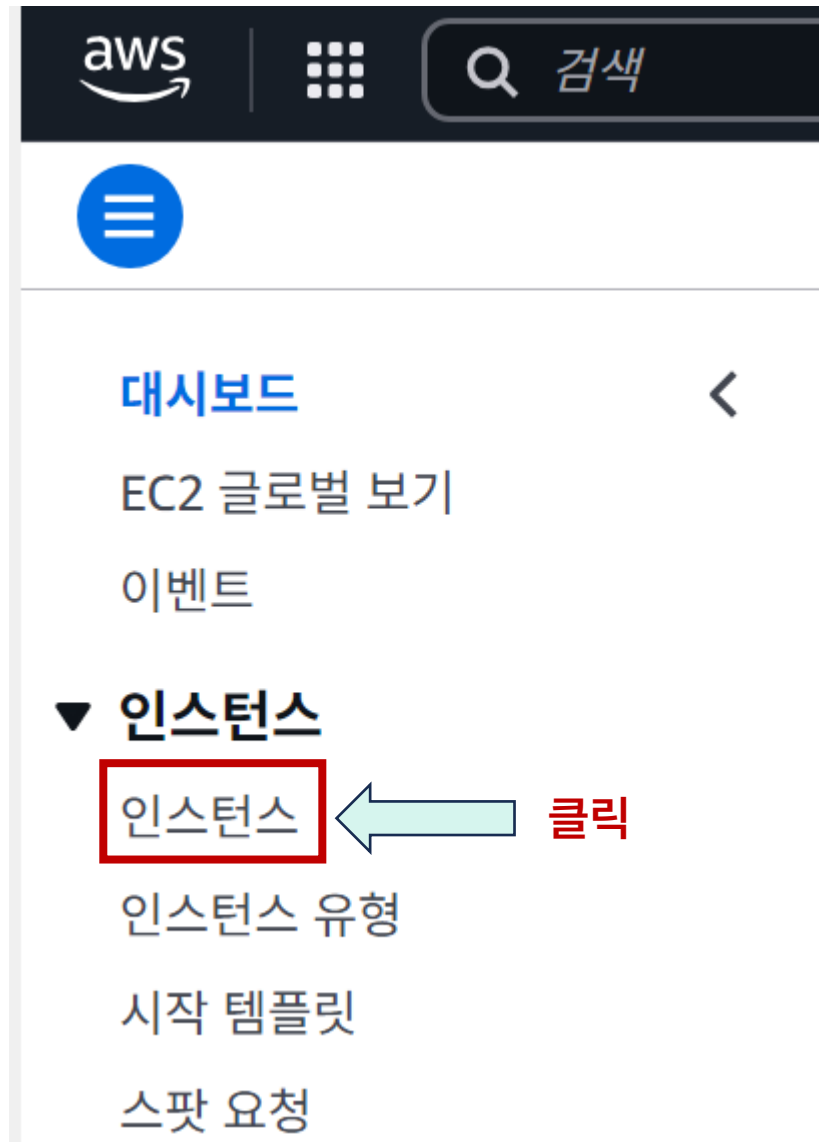 aws 검색
대시보드
EC2 글로벌 보기
이벤트
인스턴스
인스턴스 클릭
인스턴스 유형
시작 템플릿
스팟 요청